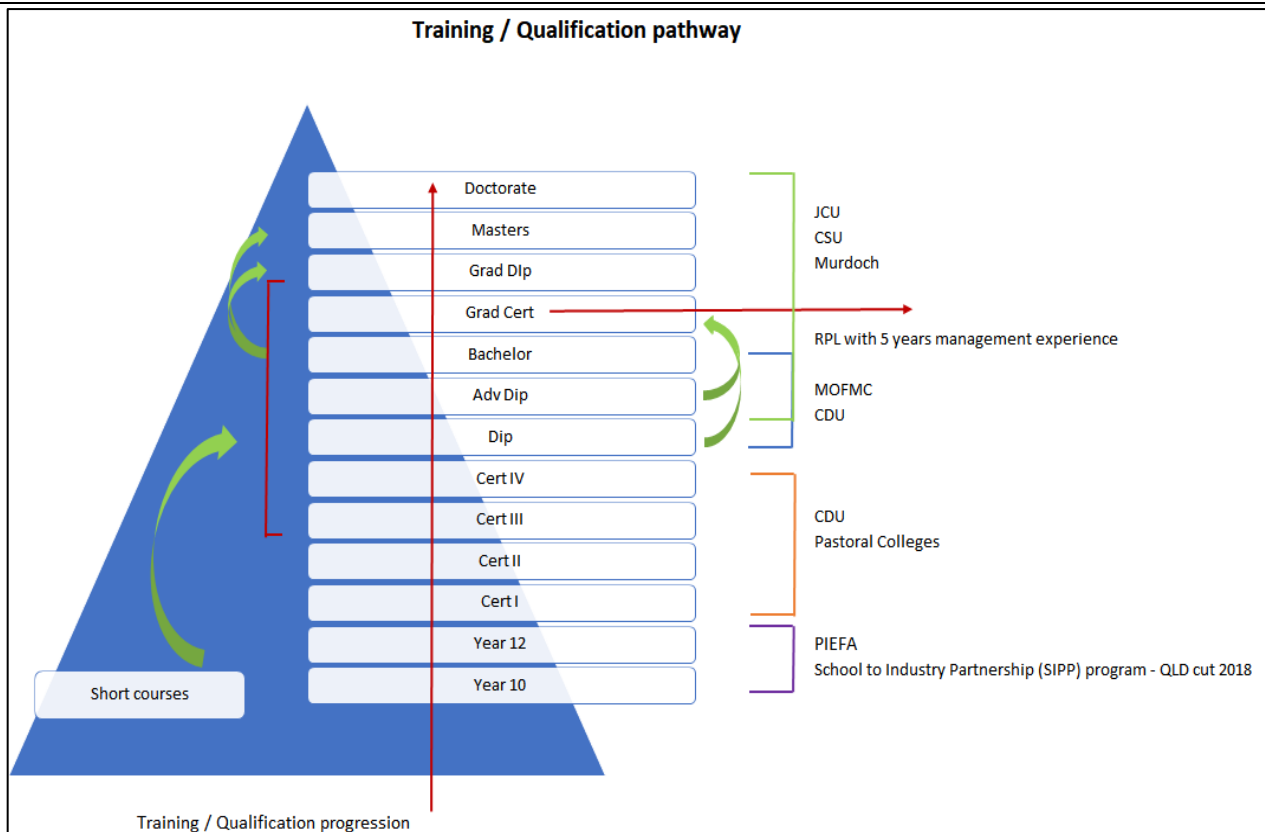 Training / Qualification pathway
Doctorate
Masters
Grad DIp
Grad Cert
Bachelor
Adv Dip
Dip
Cert IV
Cert III
Cert II
Cert I
Year 12
Year 10
Short courses
JCU
CSU
Murdoch
RPL with 5 years management experience
MOFMC
CDU
CDU
Pastoral Colleges
PIEFA
School to Industry Partnership (SIPP) program - QLD cut 2018
Training / Qualification progression